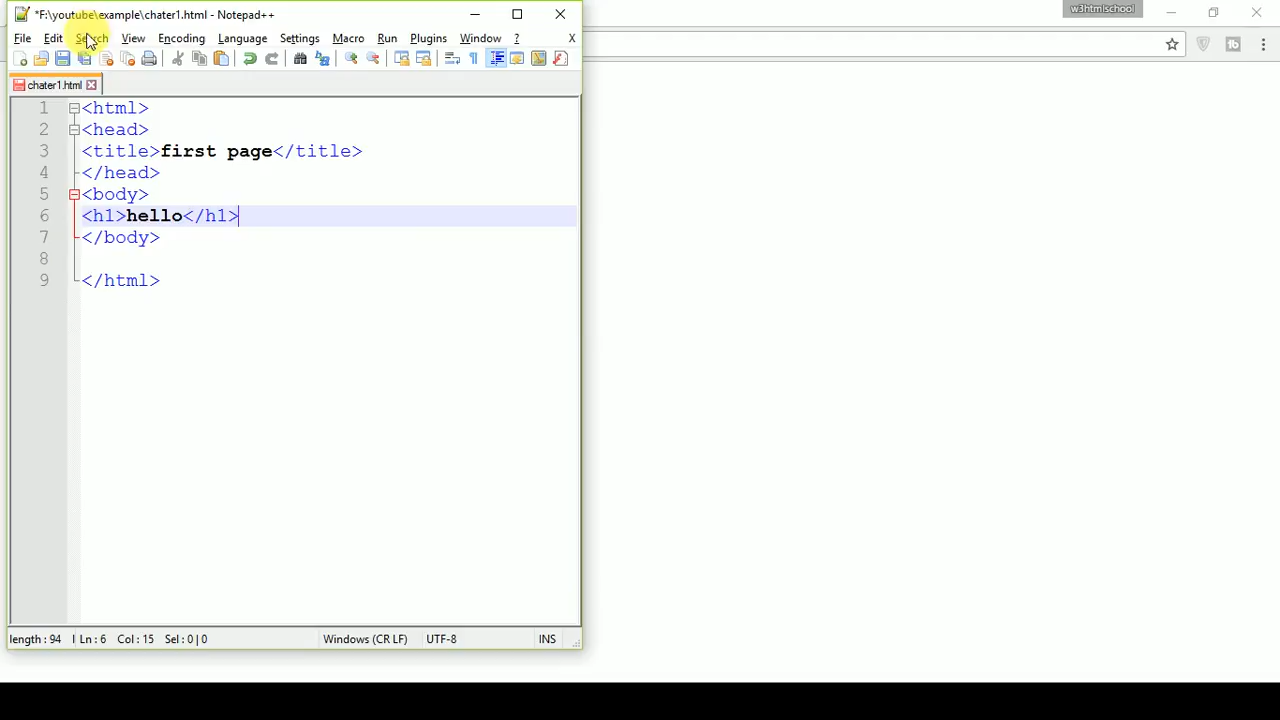 *F:\youtube\example\chater1.html - Notepad++
w3htmlschool
File Edit Search View Encoding Language Settings Macro Run Plugins Window ? X
chater1.html
1 <html>
2 <head>
3 <title>first page</title>
4 </head>
5 <body>
6 <h1>hello</h1>
7 </body>
8
9 </html>
length : 94 l Ln : 6 Col : 15 Sel : 0 | 0 Windows (CR LF) UTF-8 INS